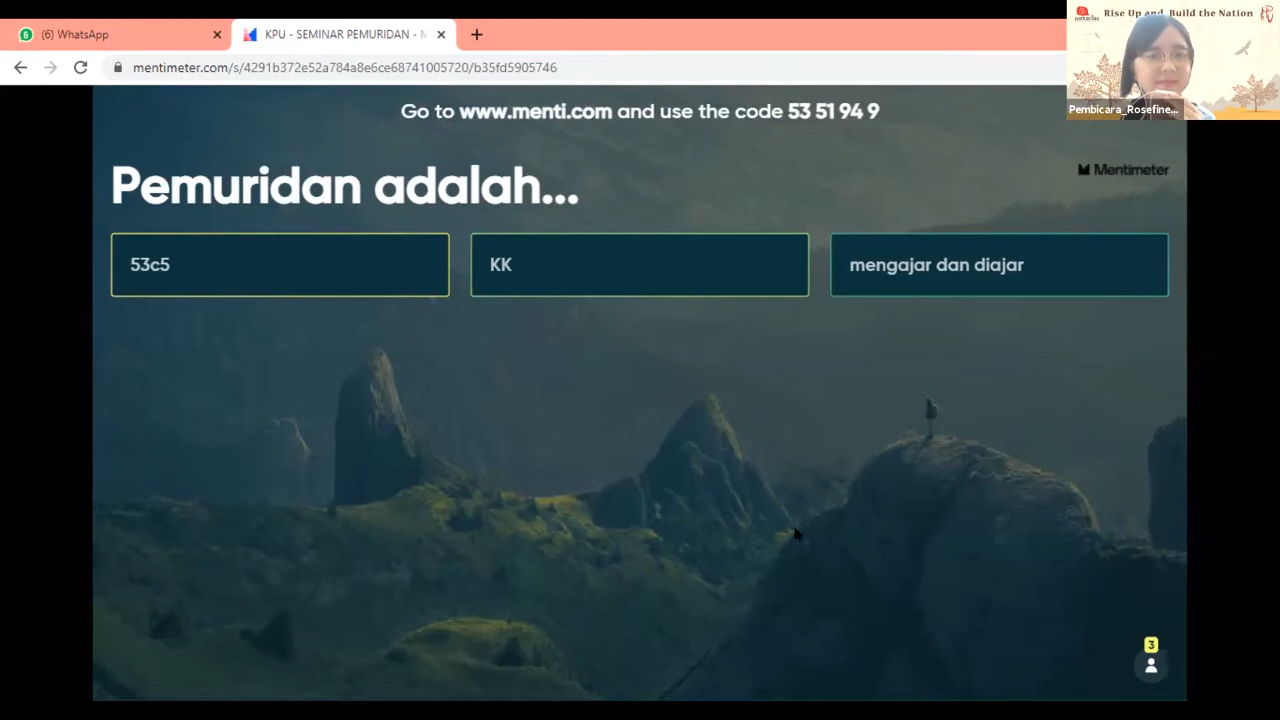 (6) WhatsApp
KPU - SEMINAR PEMURIDAN -
mentimeter.com/s/4291b372e52a784a8e6ce68741005720/b35fd5905746
perkantas
Rise Up and Build the Nation
Pembicara_Rosefine...
Go to www.menti.com and use the code 53 51 94 9
Mentimeter
Pemuridan adalah...
53c5
KK
mengajar dan diajar
3